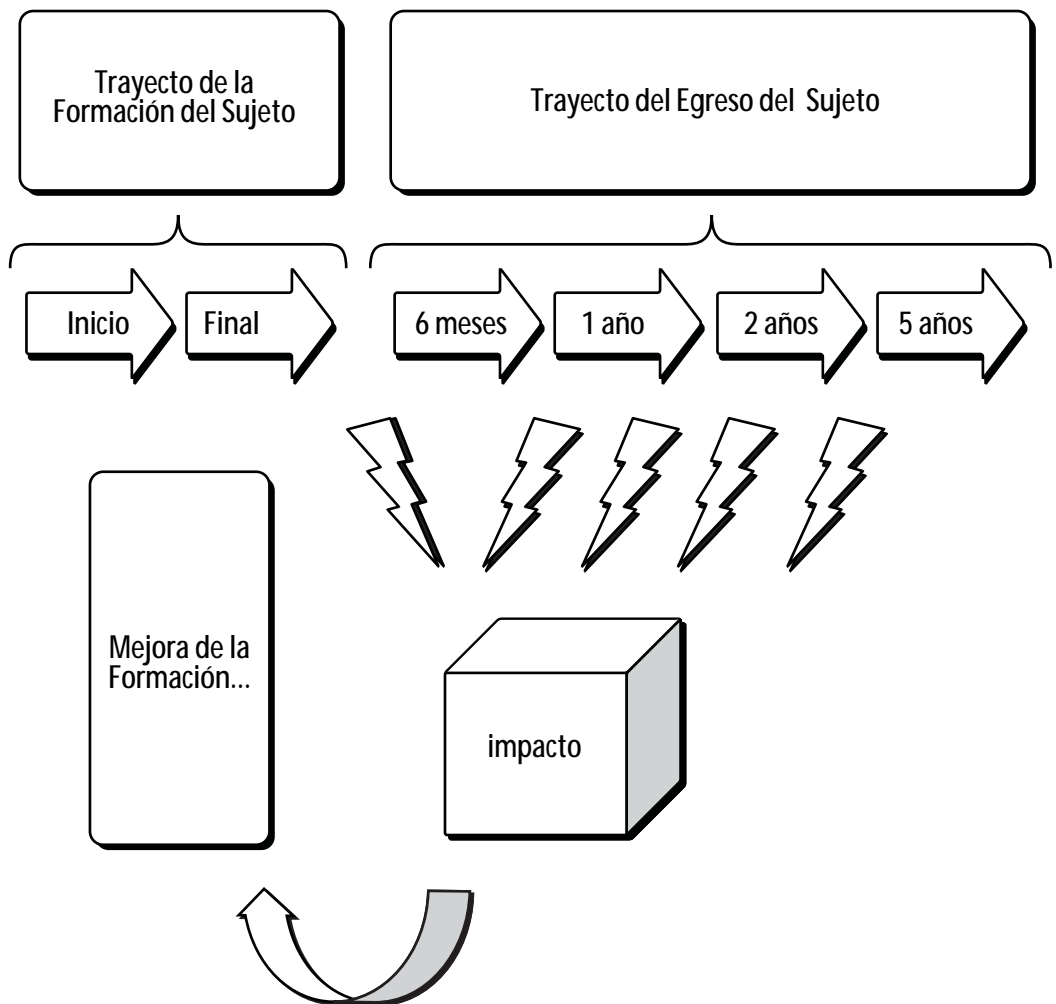 Trayecto de la
Formación del Sujeto
Trayecto del Egreso del Sujeto
Inicio
Final
6 meses
1 año
2 años
5 años
Mejora de la
Formación...
impacto